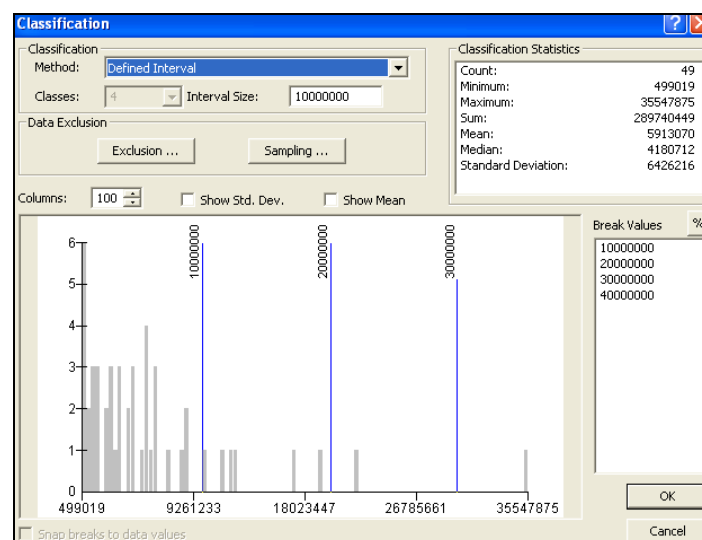 Classification
Classification
Method: Defined Interval
Classes: 4 Interval Size: 10000000
Data Exclusion
Exclusion ... Sampling ...
Classification Statistics
Count: 49
Minimum: 499019
Maximum: 35547875
Sum: 289740449
Mean: 5913070
Median: 4180712
Standard Deviation: 6426216
Columns: 100 Show Std. Dev. Show Mean
Break Values %
10000000
20000000
30000000
40000000
10000000 20000000 30000000
6
5
4
3
2
1
0
499019 9261233 18023447 26785661 35547875
OK
Snap breaks to data values
Cancel